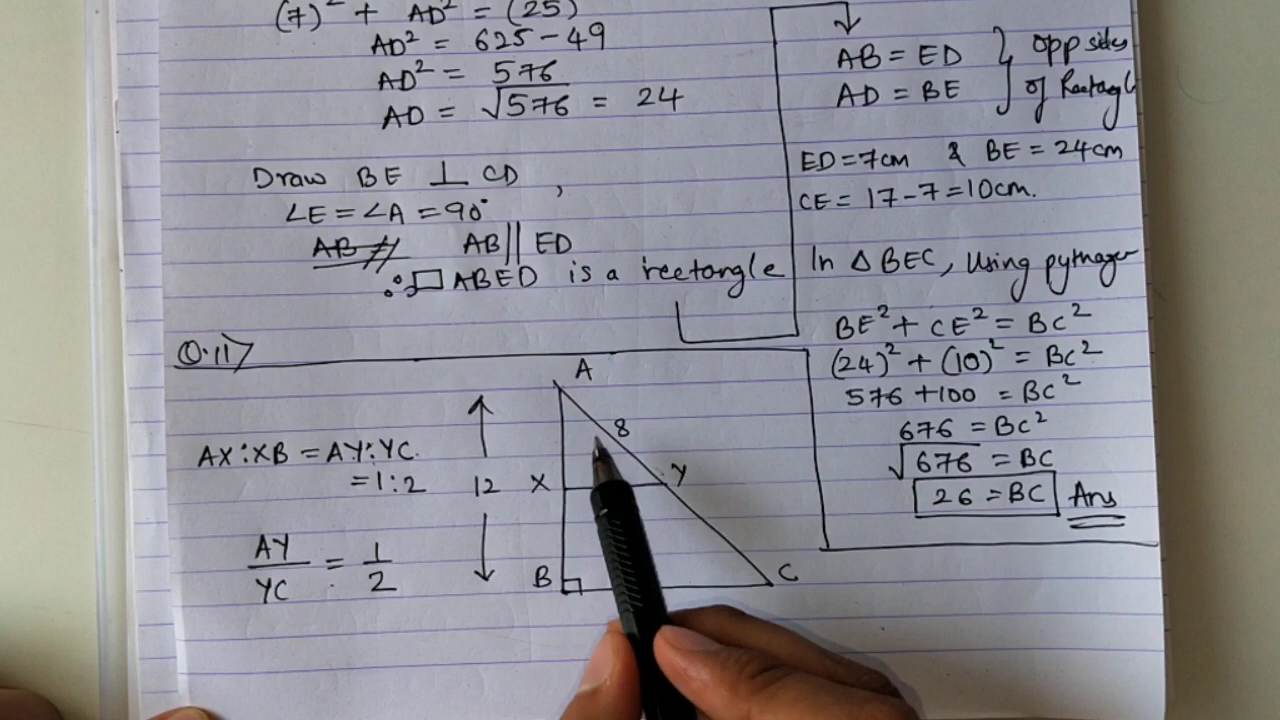 (7)² + AD² = (25)
AD² = 625 - 49
AD² = 576
AD = √576 = 24
Draw BE ⊥ CD ,
∠E = ∠A = 90°
AB // AB || ED
∴ □ ABED is a rectangle
AB = ED } opp sides
AD = BE } of Rectangl
ED = 7cm & BE = 24cm
CE = 17 - 7 = 10cm.
In △ BEC, Using
BE² + CE² = BC²
(24)² + (10)² = BC²
576 + 100 = BC²
676 = BC²
√676 = BC
26 = BC Ans
Q.11>
AX : XB = AY : YC.
= 1 : 2
AY/YC = 1/2
12
A
8
X Y
B C